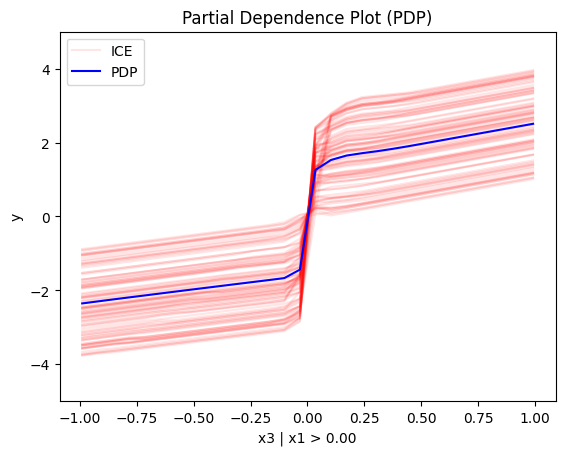 Partial Dependence Plot (PDP)
ICE
PDP
y
4
2
0
−2
−4
−1.00 −0.75 −0.50 −0.25 0.00 0.25 0.50 0.75 1.00
x3 | x1 > 0.00